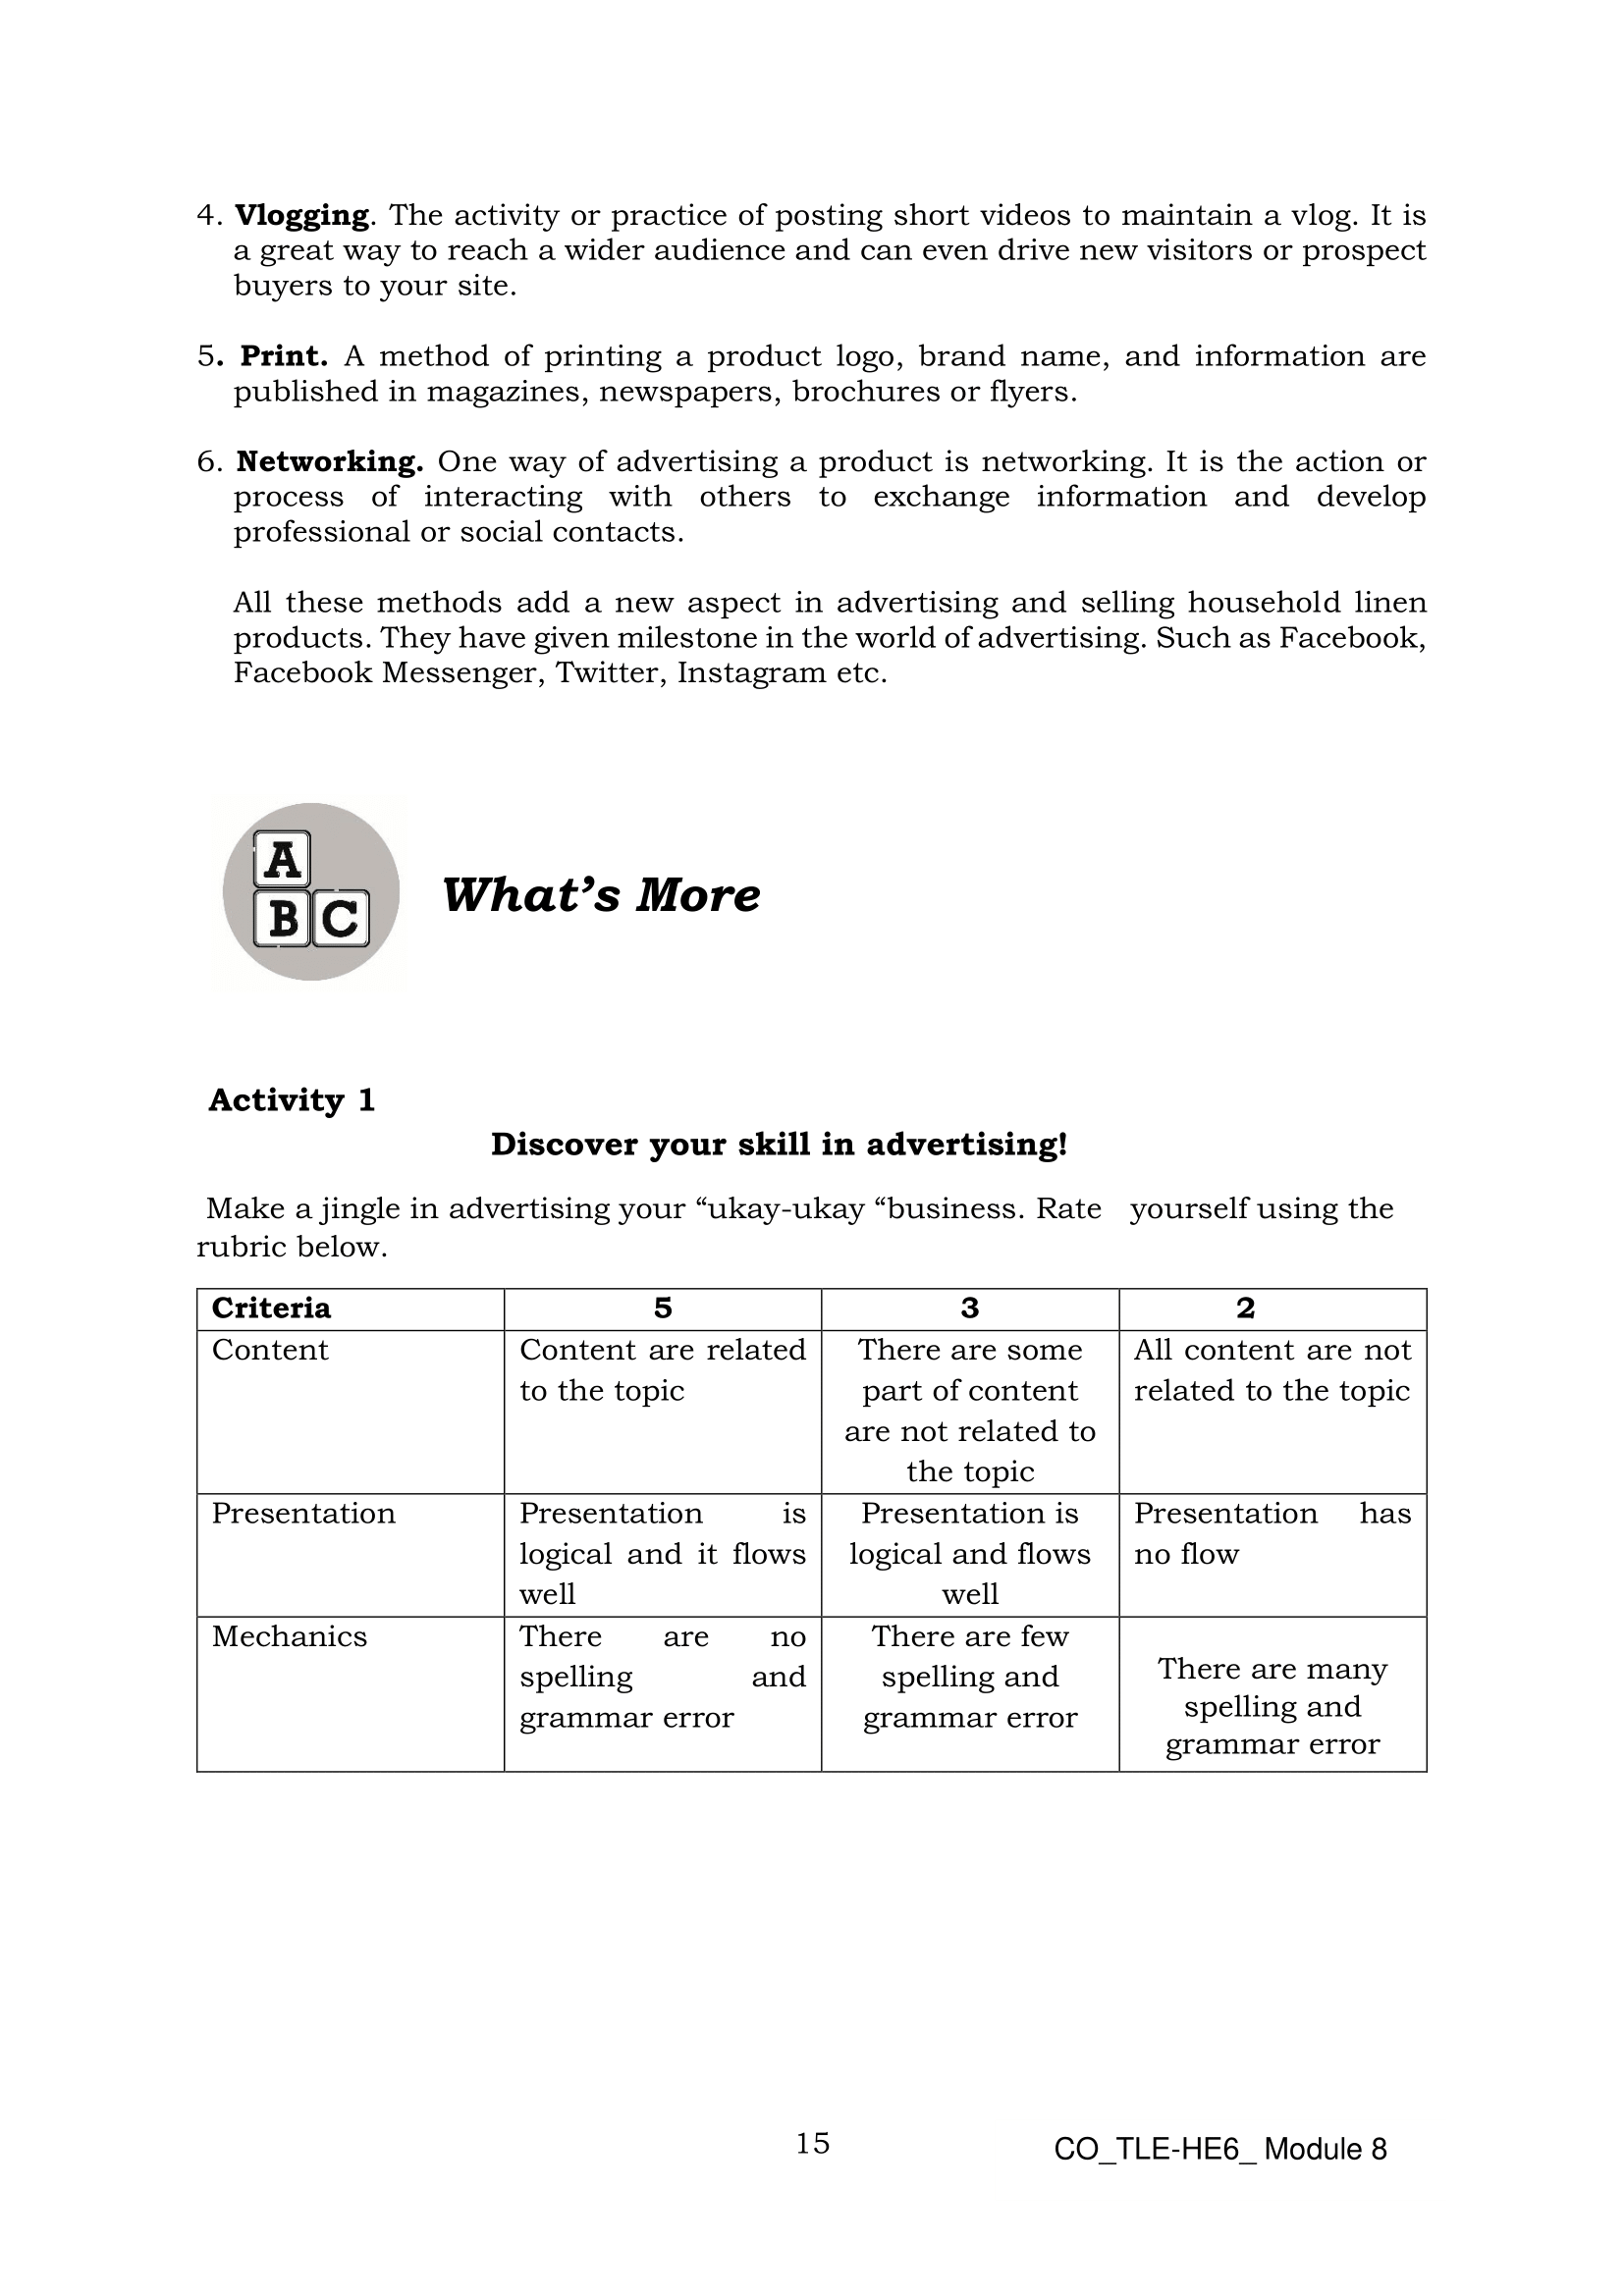 4. Vlogging. The activity or practice of posting short videos to maintain a vlog. It is
a great way to reach a wider audience and can even drive new visitors or prospect
buyers to your site.
5. Print. A method of printing a product logo, brand name, and information are
published in magazines, newspapers, brochures or flyers.
6. Networking. One way of advertising a product is networking. It is the action or
process of interacting with others to exchange information and develop
professional or social contacts.
All these methods add a new aspect in advertising and selling household linen
products. They have given milestone in the world of advertising. Such as Facebook,
Facebook Messenger, Twitter, Instagram etc.
A
B C
What’s More
Activity 1
Discover your skill in advertising!
Make a jingle in advertising your “ukay-ukay “business. Rate yourself using the
rubric below.
Criteria 5 3 2
Content
Content are related
to the topic
There are some
part of content
are not related to
the topic
All content are not
related to the topic
Presentation
Presentation is
logical and it flows
well
Presentation is
logical and flows
well
Presentation has
no flow
Mechanics
There are no
spelling and
grammar error
There are few
spelling and
grammar error
There are many
spelling and
grammar error
15
CO_TLE-HE6_ Module 8